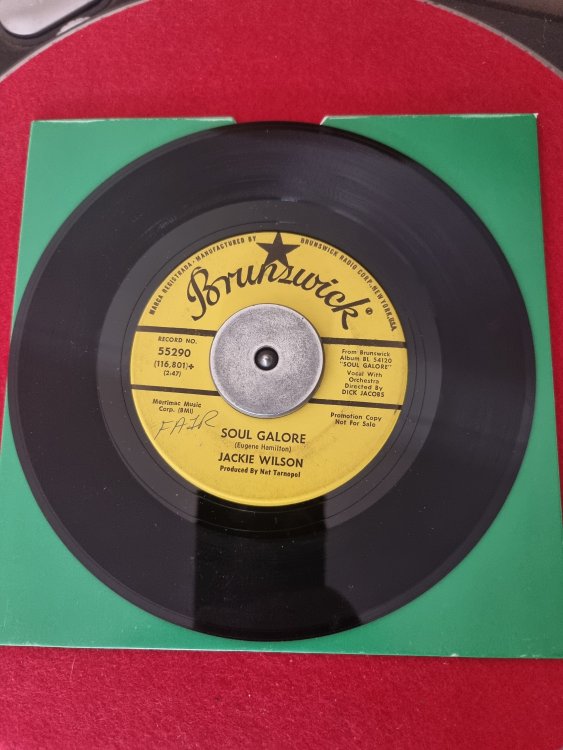 MARCA REGISTRADA • MANUFACTURED BY BRUNSWICK RADIO CORP., NEW YORK, USA
Brunswick®
RECORD NO.
55290
(116,801)+
(2:47)
From Brunswick
Album BL 54120
"SOUL GALORE"
Vocal With
Orchestra
Directed By
DICK JACOBS
Merrimac Music
Corp. (BMI)
Promotion Copy
Not For Sale
FAIR
SOUL GALORE
(Eugene Hamilton)
JACKIE WILSON
Produced By Nat Tarnopol